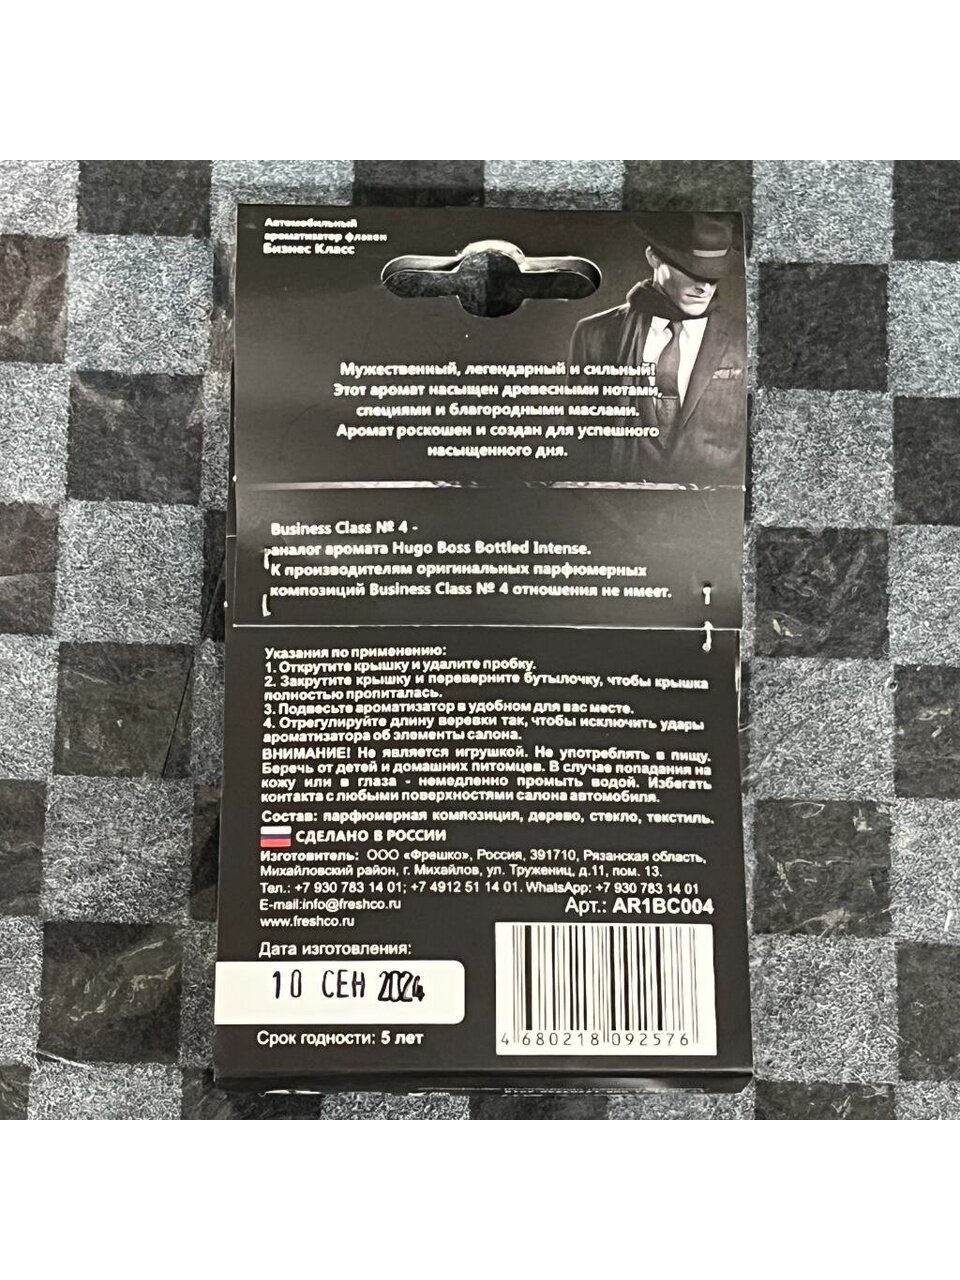 Автомобильный
ароматизатор флакон
Бизнес Класс
Мужественный, легендарный и сильный!
Этот аромат насыщен древесными нотами,
специями и благородными маслами.
Аромат роскошен и создан для успешного
насыщенного дня.
Business Class № 4 -
аналог аромата Hugo Boss Bottled Intense.
К производителям оригинальных парфюмерных
композиций Business Class № 4 отношения не имеет.
Указания по применению:
1. Открутите крышку и удалите пробку.
2. Закрутите крышку и переверните бутылочку, чтобы крышка
полностью пропиталась.
3. Подвесьте ароматизатор в удобном для вас месте.
4. Отрегулируйте длину веревки так, чтобы исключить удары
ароматизатора об элементы салона.
ВНИМАНИЕ! Не является игрушкой. Не употреблять в пищу.
Беречь от детей и домашних питомцев. В случае попадания на
кожу или в глаза - немедленно промыть водой. Избегать
контакта с любыми поверхностями салона автомобиля.
Состав: парфюмерная композиция, дерево, стекло, текстиль.
СДЕЛАНО В РОССИИ
Изготовитель: ООО «Фрешко», Россия, 391710, Рязанская область,
Михайловский район, г. Михайлов, ул. Тружениц, д.11, пом. 13.
Тел.: +7 930 783 14 01; +7 4912 51 14 01. WhatsApp: +7 930 783 14 01
E-mail:info@freshco.ru
Арт.: AR1BC004
www.freshco.ru
Дата изготовления:
10 СЕН 2024
Срок годности: 5 лет
4 680218 092576